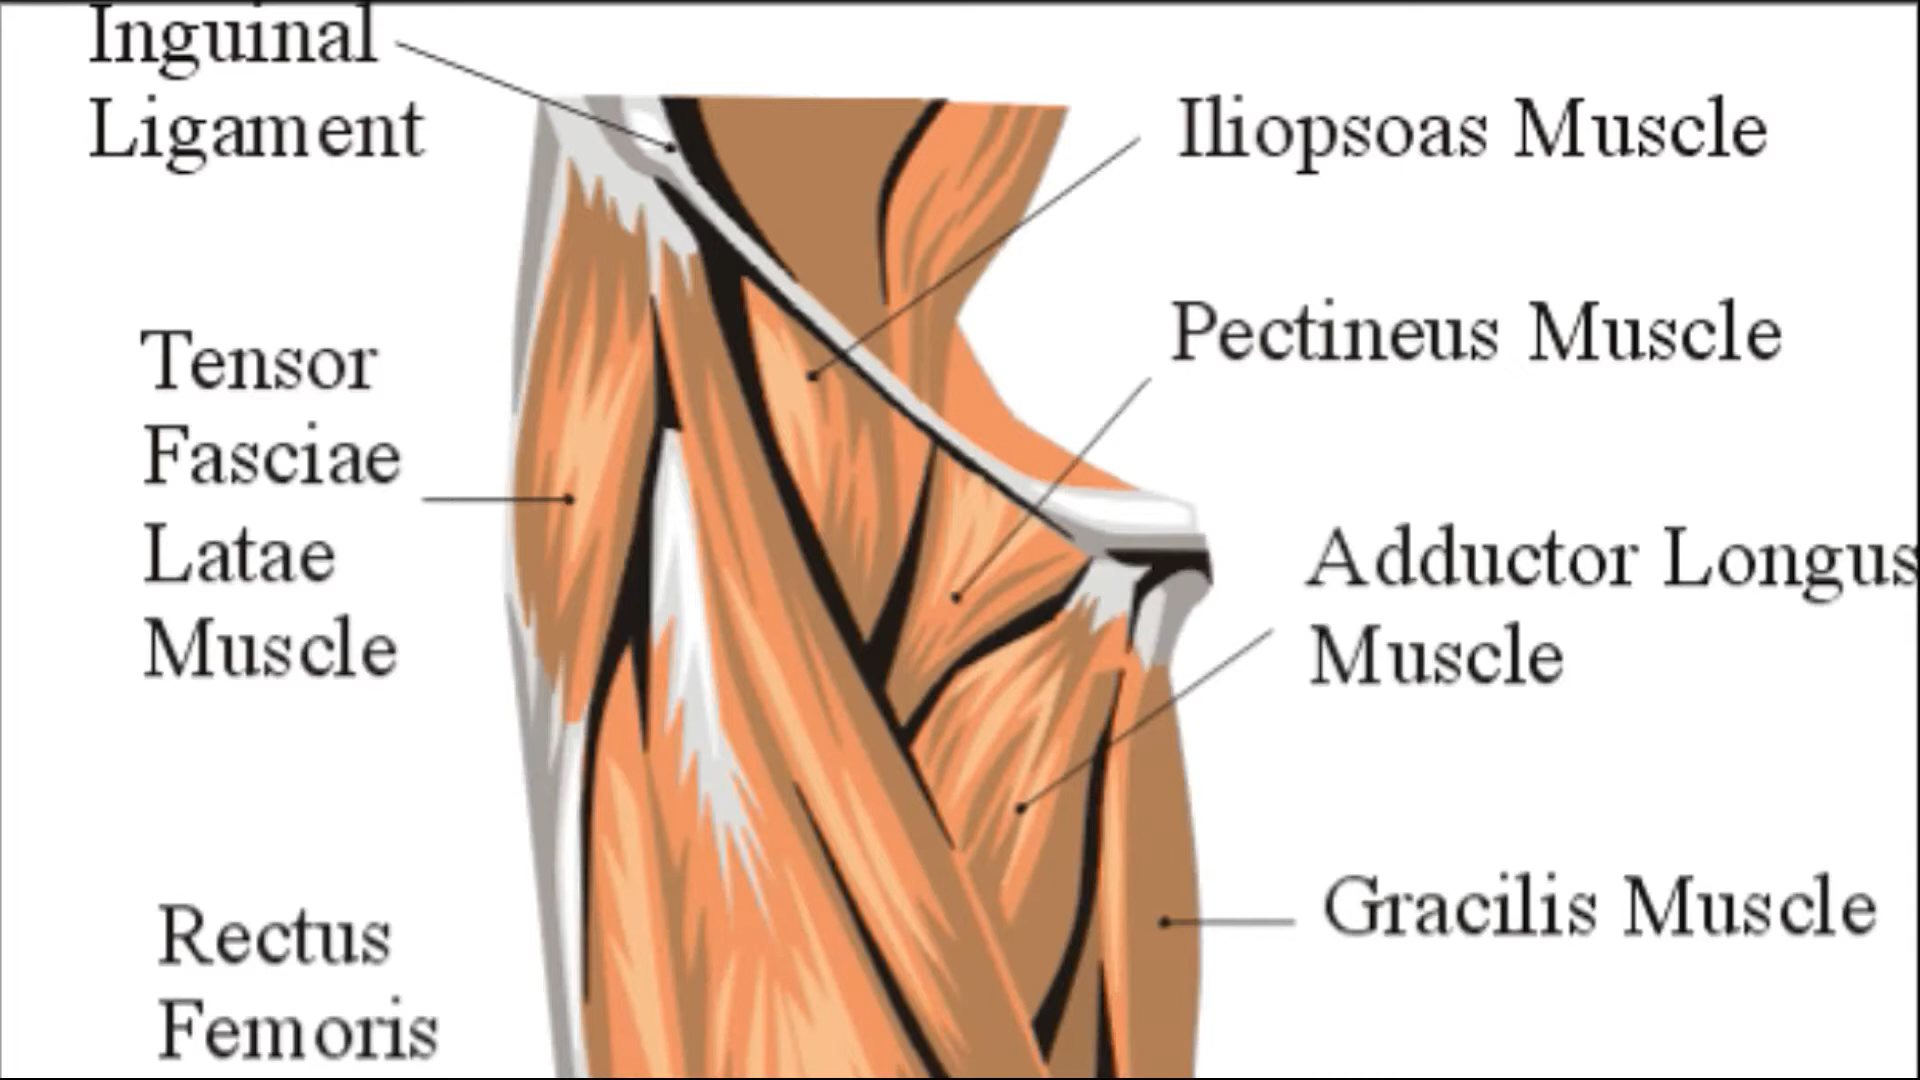 Inguinal
Ligament
Iliopsoas Muscle
Pectineus Muscle
Tensor
Fasciae
Latae
Muscle
Adductor Longus
Muscle
Gracilis Muscle
Rectus
Femoris